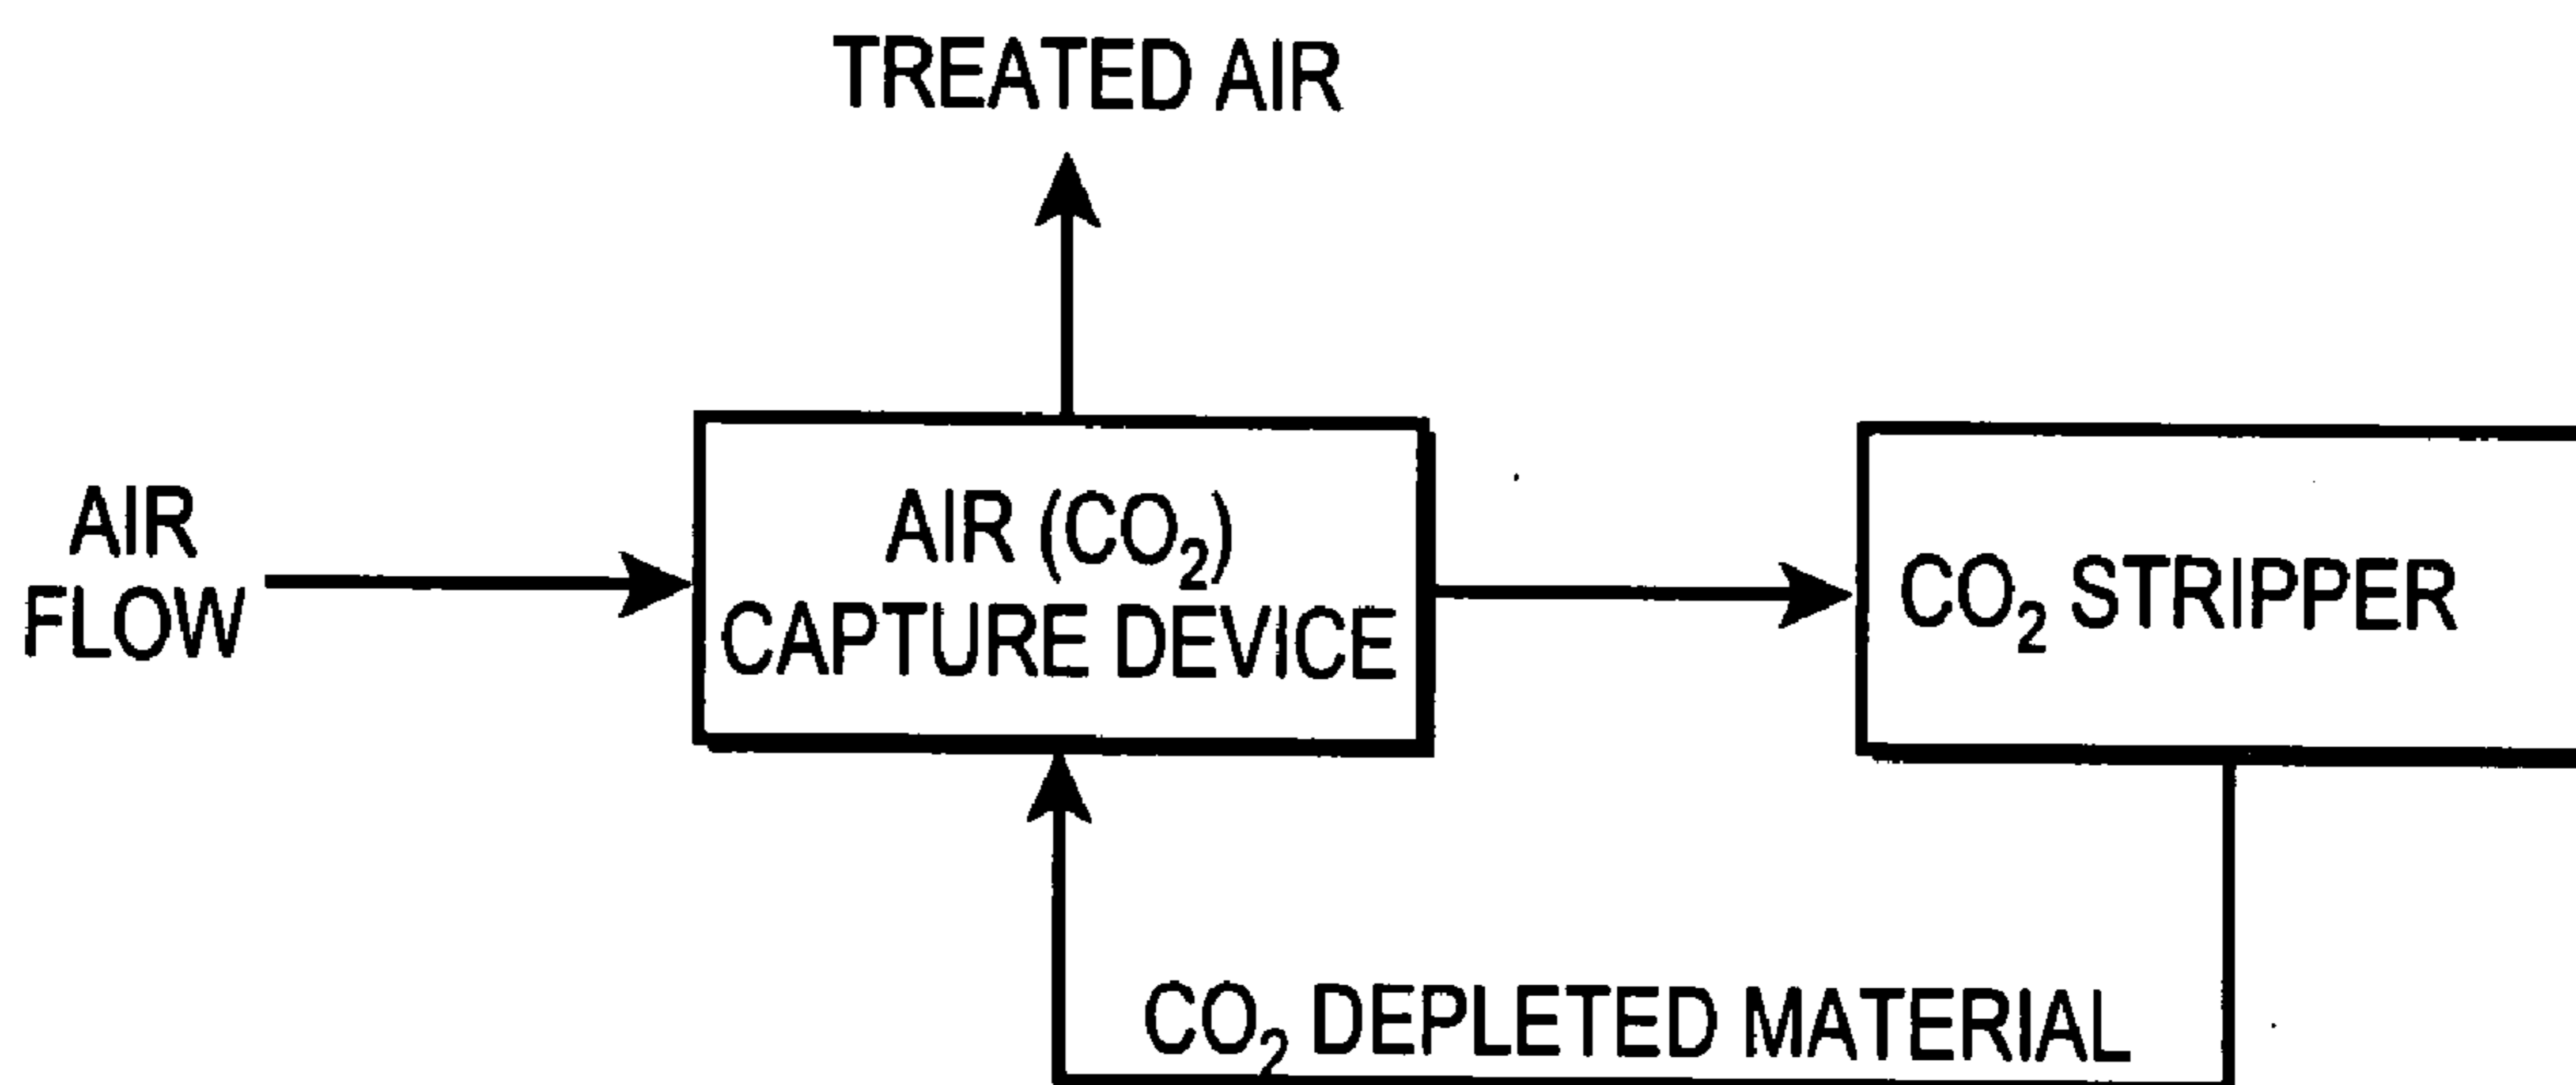 TREATED AIR
AIR
FLOW
AIR (CO₂)
CAPTURE DEVICE
CO₂ STRIPPER
CO₂ DEPLETED MATERIAL